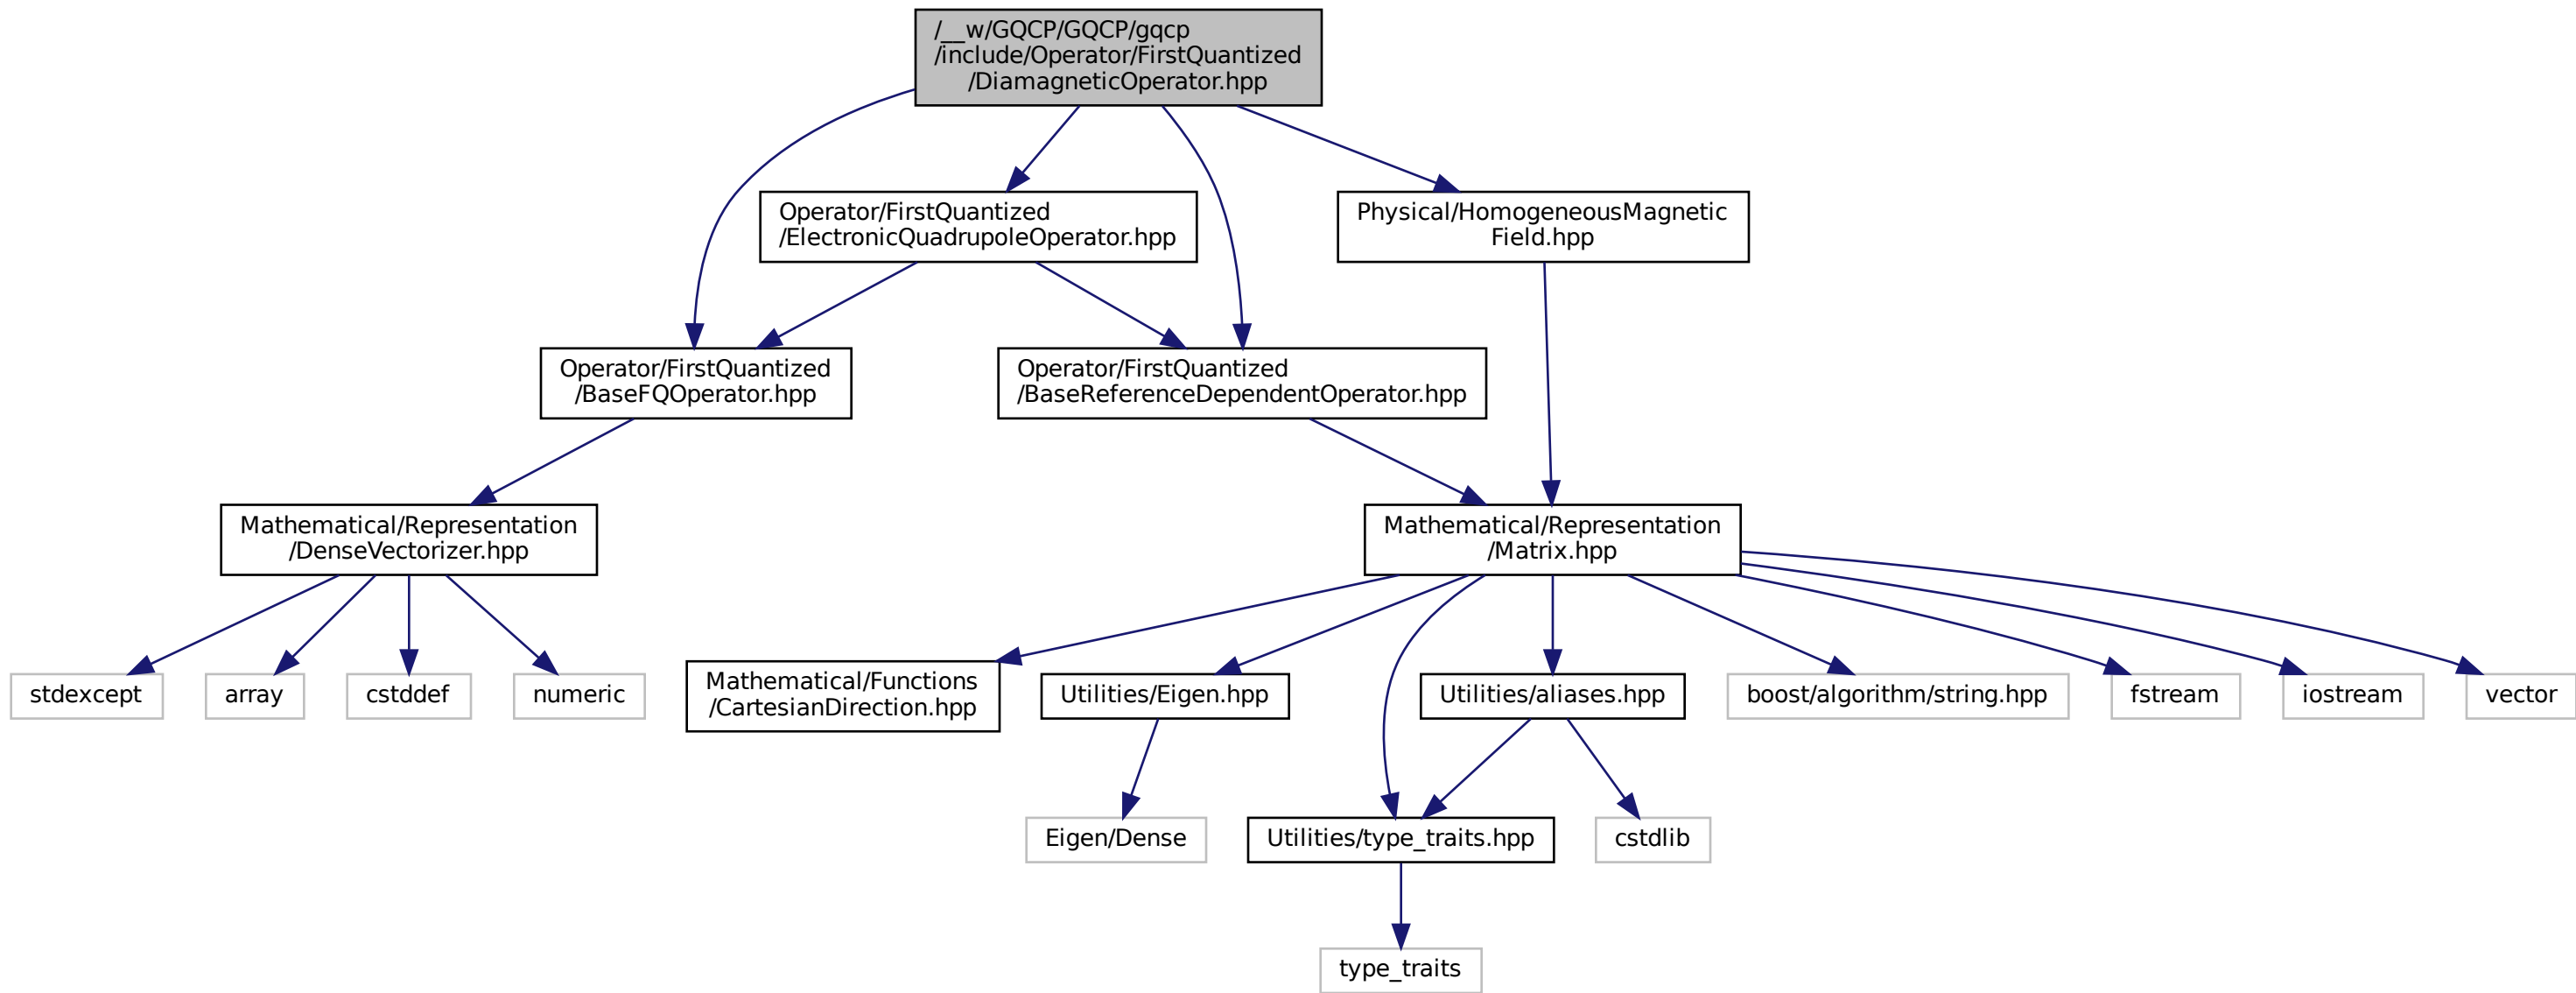 /__w/GQCP/GQCP/gqcp
/include/Operator/FirstQuantized
/DiamagneticOperator.hpp
Operator/FirstQuantized
/ElectronicQuadrupoleOperator.hpp
Physical/HomogeneousMagnetic
Field.hpp
Operator/FirstQuantized
/BaseFQOperator.hpp
Operator/FirstQuantized
/BaseReferenceDependentOperator.hpp
Mathematical/Representation
/DenseVectorizer.hpp
Mathematical/Representation
/Matrix.hpp
stdexcept
array
cstddef
numeric
Mathematical/Functions
/CartesianDirection.hpp
Utilities/Eigen.hpp
Utilities/aliases.hpp
boost/algorithm/string.hpp
fstream
iostream
vector
Eigen/Dense
Utilities/type_traits.hpp
cstdlib
type_traits